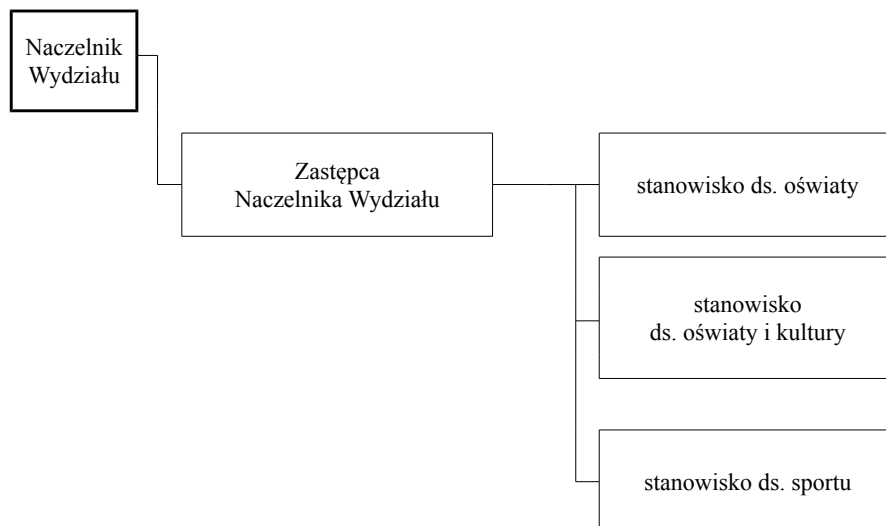 Naczelnik
Wydziału
Zastępca
Naczelnika Wydziału
stanowisko ds. oświaty
stanowisko
ds. oświaty i kultury
stanowisko ds. sportu